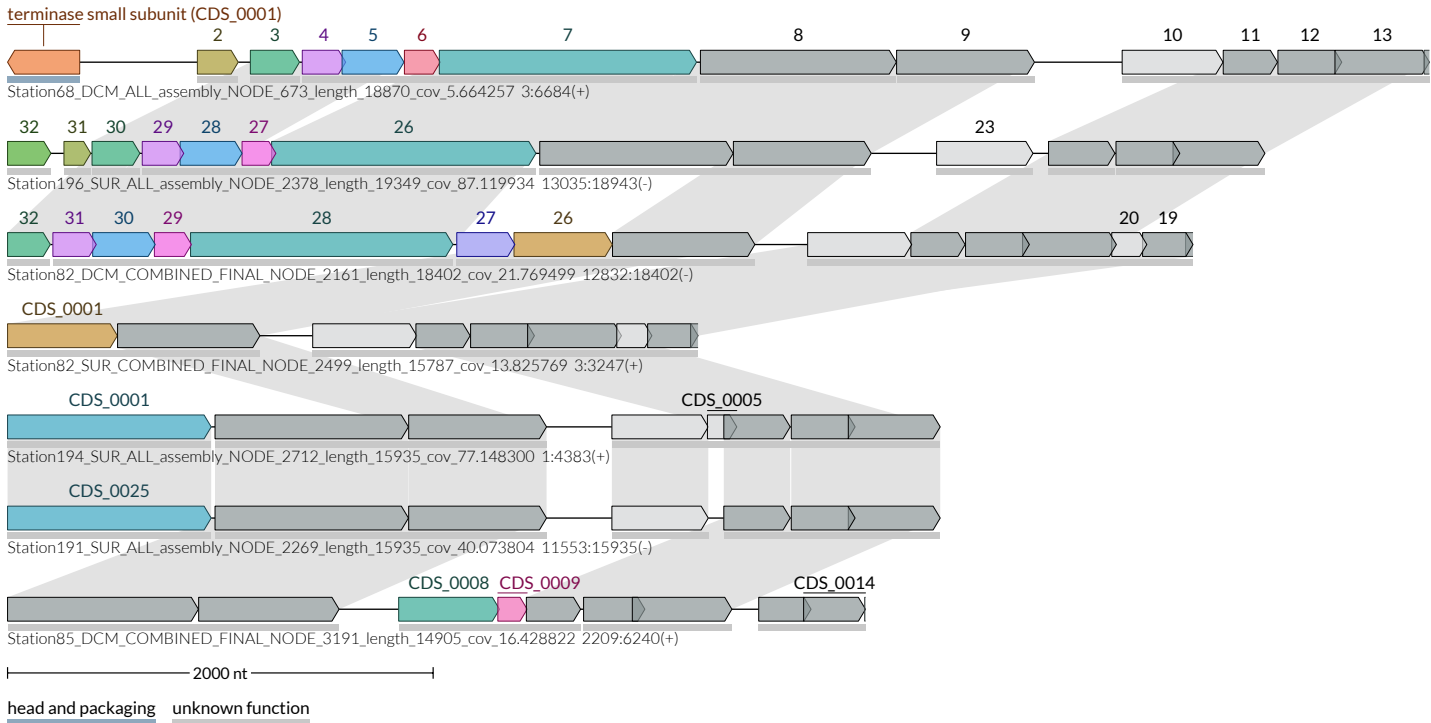 terminase small subunit (CDS_0001)
2 3 4 5 6 7 8 9 10 11 12 13
Station68_DCM_ALL_assembly_NODE_673_length_18870_cov_5.664257 3:6684(+)
32 31 30 29 28 27 26 23
Station196_SUR_ALL_assembly_NODE_2378_length_19349_cov_87.119934 13035:18943(-)
32 31 30 29 28 27 26 20 19
Station82_DCM_COMBINED_FINAL_NODE_2161_length_18402_cov_21.769499 12832:18402(-)
CDS_0001
Station82_SUR_COMBINED_FINAL_NODE_2499_length_15787_cov_13.825769 3:3247(+)
CDS_0001 CDS_0005
Station194_SUR_ALL_assembly_NODE_2712_length_15935_cov_77.148300 1:4383(+)
CDS_0025
Station191_SUR_ALL_assembly_NODE_2269_length_15935_cov_40.073804 11553:15935(-)
CDS_0008 CDS_0009 CDS_0014
Station85_DCM_COMBINED_FINAL_NODE_3191_length_14905_cov_16.428822 2209:6240(+)
2000 nt
head and packaging unknown function